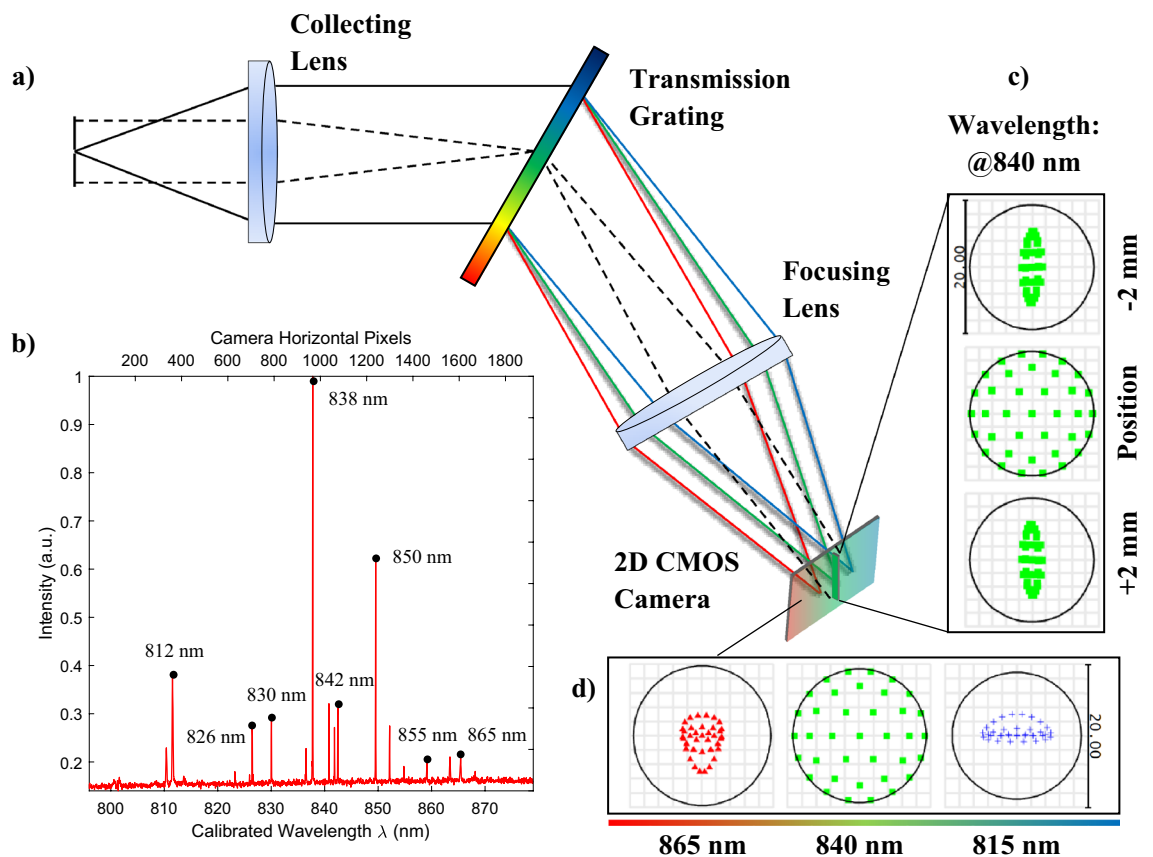 a)
Collecting
Lens
Transmission
Grating
Focusing
Lens
2D CMOS
Camera
c)
Wavelength:
@840 nm
20.00
-2 mm
Position
+2 mm
b)
Camera Horizontal Pixels
200 400 600 800 1000 1200 1400 1600 1800
1
0.9
0.8
0.7
0.6
0.5
0.4
0.3
0.2
Intensity (a.u.)
838 nm
850 nm
812 nm
830 nm
842 nm
826 nm
855 nm
865 nm
800 810 820 830 840 850 860 870
Calibrated Wavelength λ (nm)
d)
20.00
865 nm 840 nm 815 nm